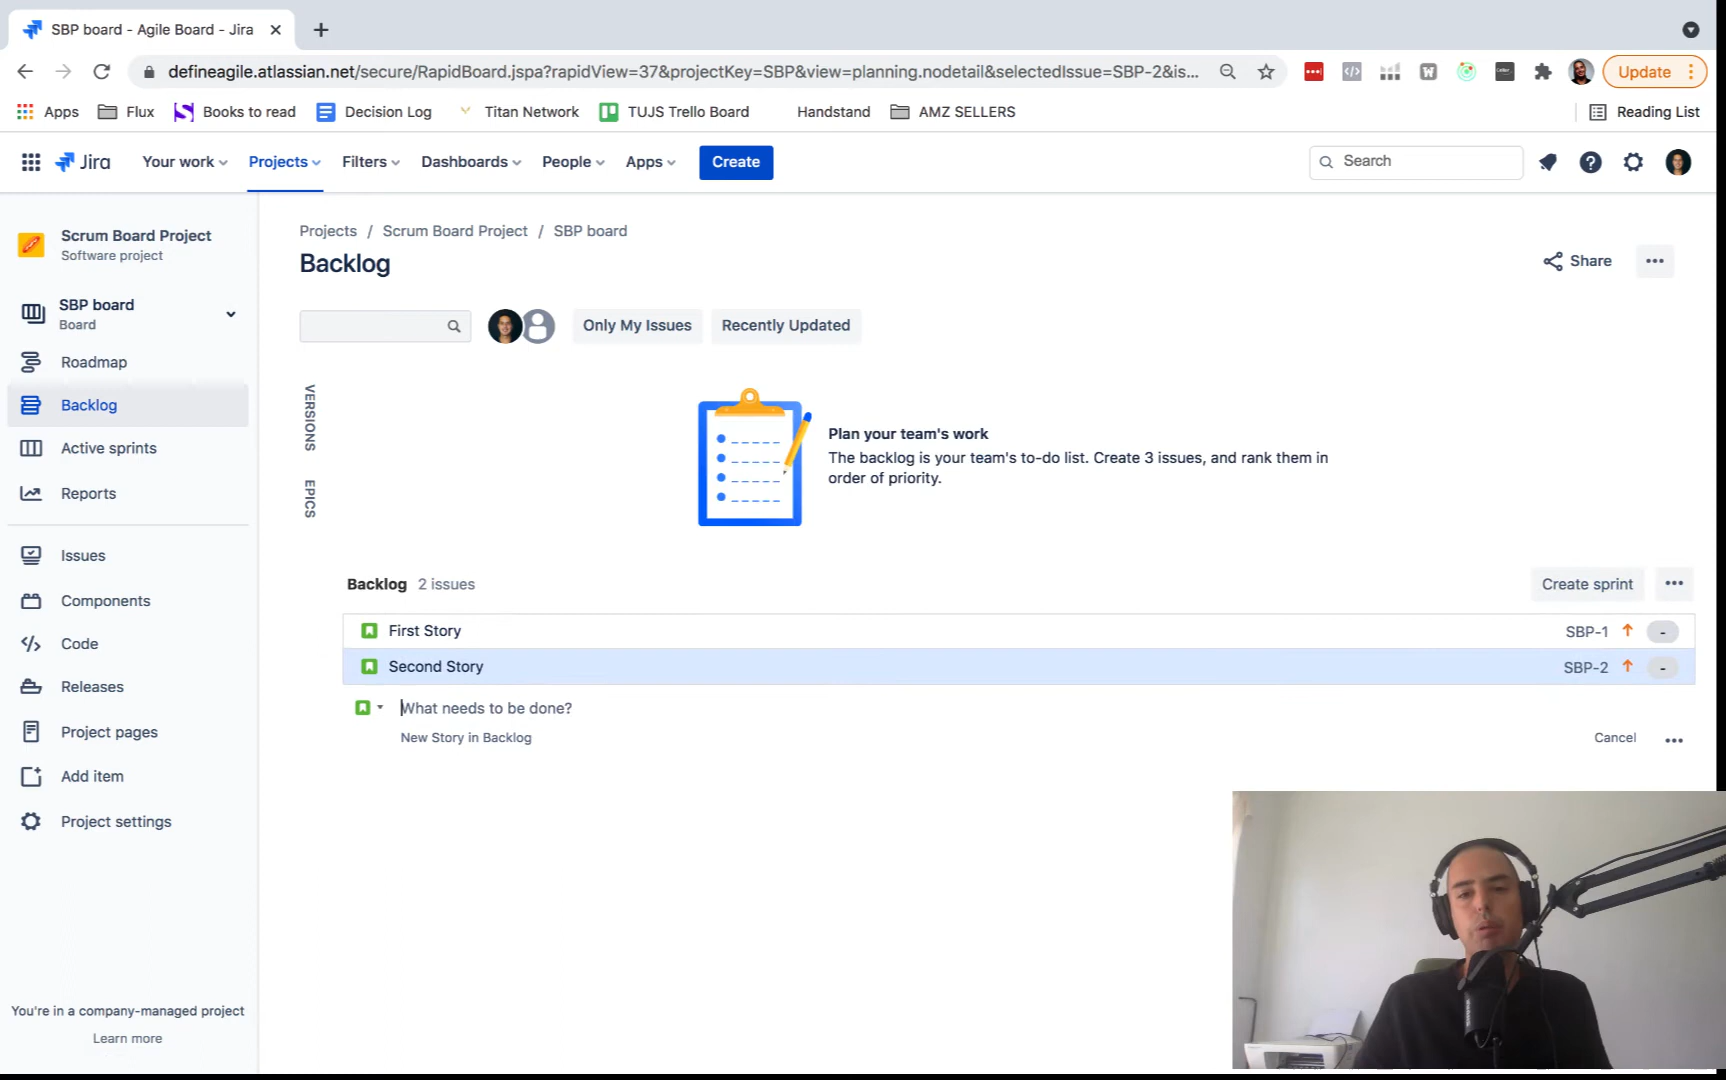 SBP board - Agile Board - Jira
defineagile.atlassian.net/secure/RapidBoard.jspa?rapidView=37&projectKey=SBP&view=planning.nodetail&selectedIssue=SBP-2&is...
Update
Apps
Flux
Books to read
Decision Log
Titan Network
TUJS Trello Board
Handstand
AMZ SELLERS
Reading List
Jira
Your work
Projects
Filters
Dashboards
People
Apps
Create
Search
Scrum Board Project
Software project
SBP board
Board
Roadmap
Backlog
Active sprints
Reports
Issues
Components
Code
Releases
Project pages
Add item
Project settings
You're in a company-managed project
Learn more
Projects / Scrum Board Project / SBP board
Backlog
Share
Only My Issues
Recently Updated
VERSIONS
EPICS
Plan your team's work
The backlog is your team's to-do list. Create 3 issues, and rank them in
order of priority.
Backlog 2 issues
Create sprint
First Story
SBP-1
-
Second Story
SBP-2
-
What needs to be done?
New Story in Backlog
Cancel